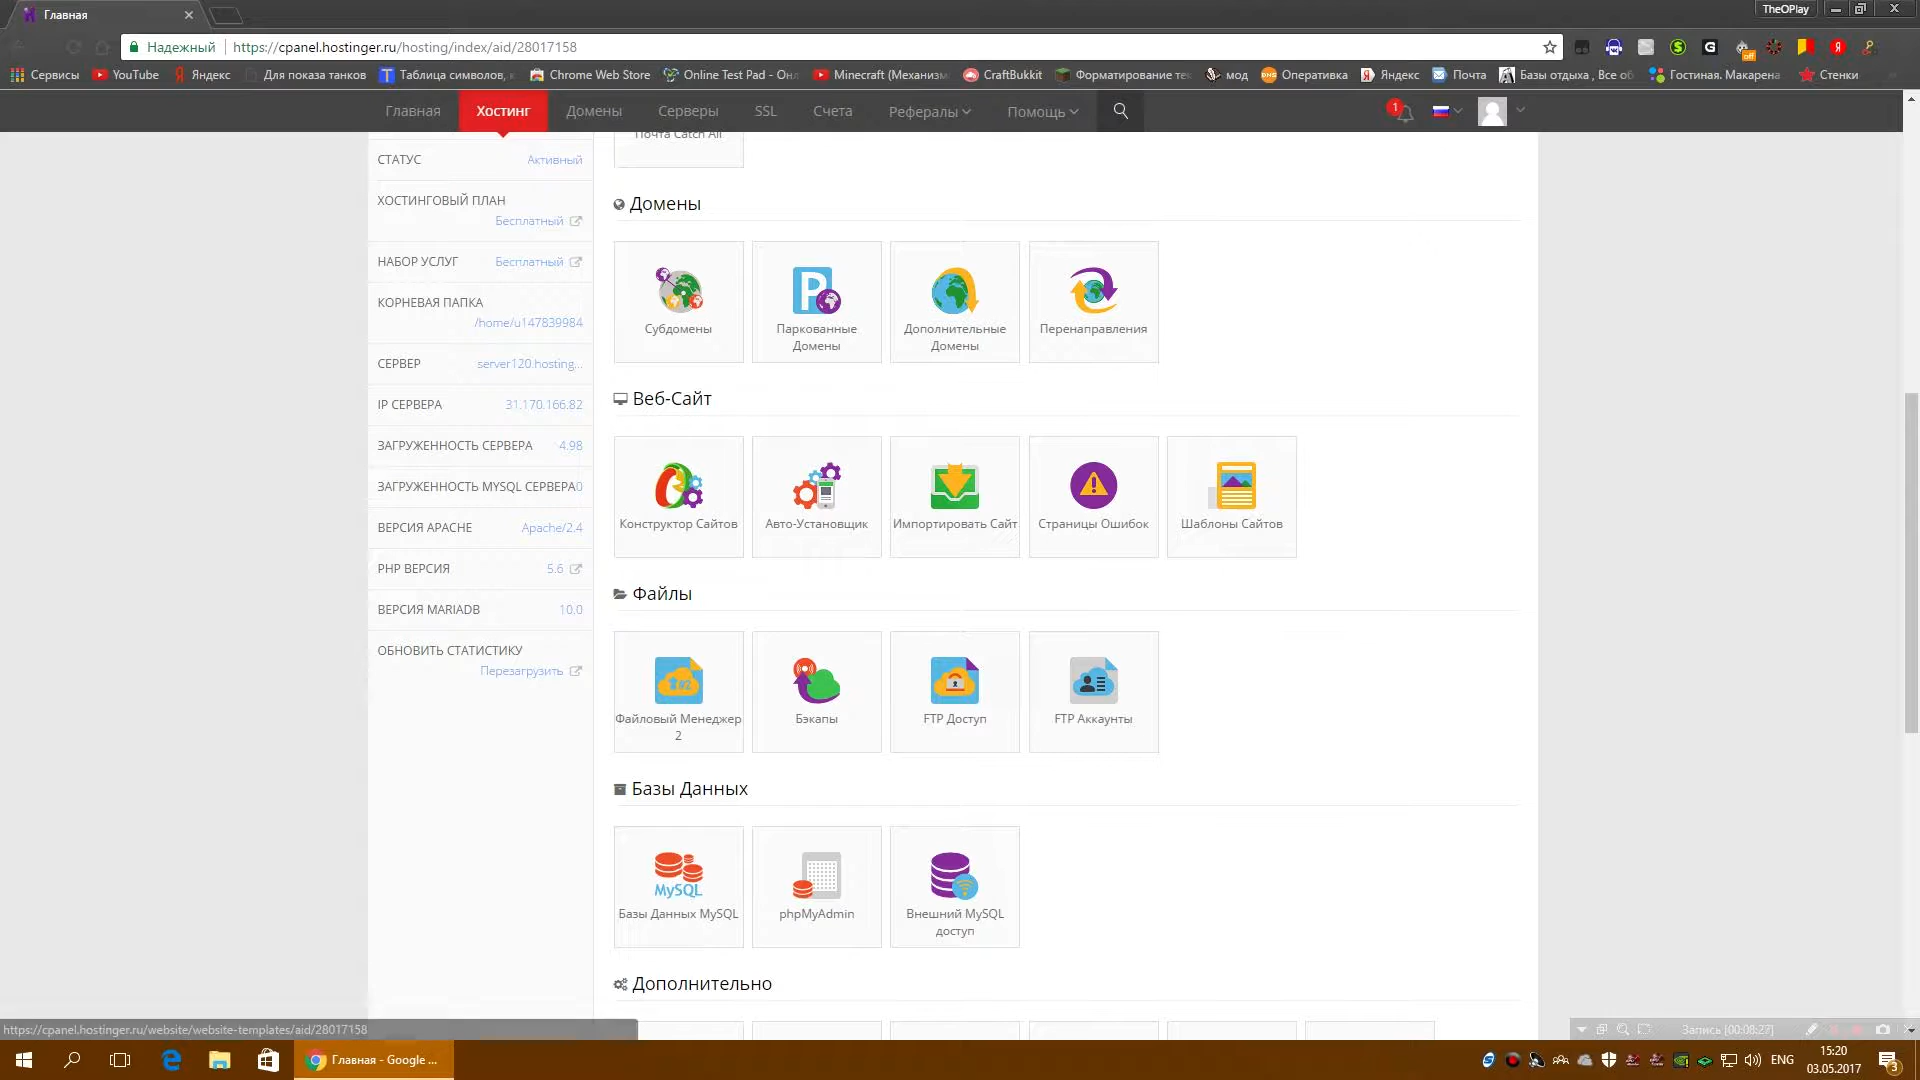 Главная
TheOPlay
Надежный
https://cpanel.hostinger.ru/hosting/index/aid/28017158
Сервисы
YouTube
Яндекс
Для показа танков
Таблица символов,
Chrome Web Store
Online Test Pad - Онл
Minecraft (Механизм
CraftBukkit
Форматирование тек
мод
Оперативка
Яндекс
Почта
Базы отдыха , Все об
Гостиная. Макарена
Стенки
Главная
Хостинг
Домены
Серверы
SSL
Счета
Рефералы
Помощь
1
Почта Catch All
СТАТУС Активный
ХОСТИНГОВЫЙ ПЛАН
Бесплатный
НАБОР УСЛУГ Бесплатный
КОРНЕВАЯ ПАПКА
/home/u147839984
СЕРВЕР server120.hosting...
IP СЕРВЕРА 31.170.166.82
ЗАГРУЖЕННОСТЬ СЕРВЕРА 4.98
ЗАГРУЖЕННОСТЬ MYSQL СЕРВЕРА 0
ВЕРСИЯ APACHE Apache/2.4
PHP ВЕРСИЯ 5.6
ВЕРСИЯ MARIADB 10.0
ОБНОВИТЬ СТАТИСТИКУ
Перезагрузить
Домены
Субдомены
Паркованные
Домены
Дополнительные
Домены
Перенаправления
Веб-Сайт
Конструктор Сайтов
Авто-Установщик
Импортировать Сайт
Страницы Ошибок
Шаблоны Сайтов
Файлы
Файловый Менеджер
2
Бэкапы
FTP Доступ
FTP Аккаунты
Базы Данных
MySQL
Базы Данных MySQL
phpMyAdmin
Внешний MySQL
доступ
Дополнительно
https://cpanel.hostinger.ru/website/website-templates/aid/28017158
Запись [00:08:27]
Главная - Google ...
ENG
15:20
03.05.2017
3